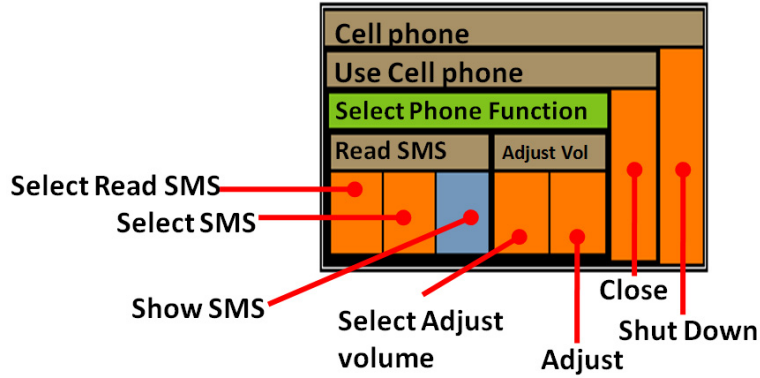 Cell phone
Use Cell phone
Select Phone Function
Read SMS
Adjust Vol
Select Read SMS
Select SMS
Show SMS
Select Adjust
volume
Adjust
Close
Shut Down